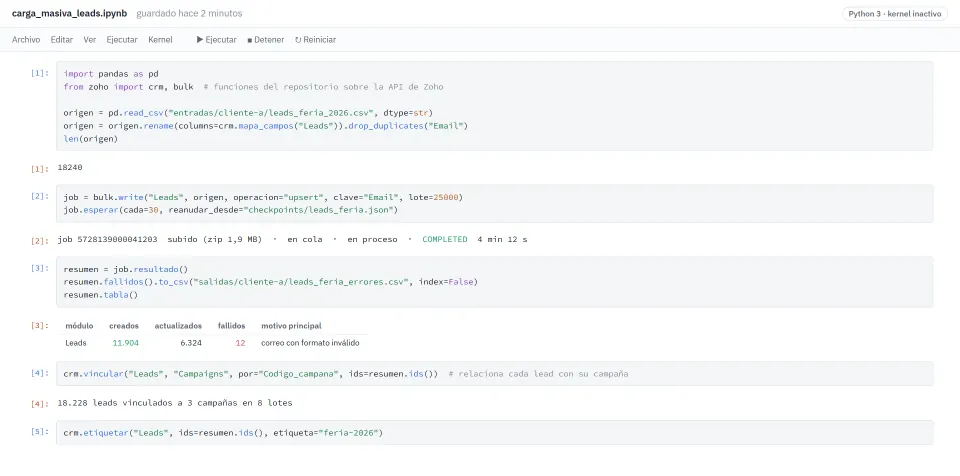 carga_masiva_leads.ipynb guardado hace 2 minutos Python 3 · kernel inactivo
Archivo Editar Ver Ejecutar Kernel ▶ Ejecutar ■ Detener ↻ Reiniciar
[1]: import pandas as pd
from zoho import crm, bulk # funciones del repositorio sobre la API de Zoho
origen = pd.read_csv("entradas/cliente-a/leads_feria_2026.csv", dtype=str)
origen = origen.rename(columns=crm.mapa_campos("Leads")).drop_duplicates("Email")
len(origen)
[1]: 18240
[2]: job = bulk.write("Leads", origen, operacion="upsert", clave="Email", lote=25000)
job.esperar(cada=30, reanudar_desde="checkpoints/leads_feria.json")
[2]: job 5728139000041203 subido (zip 1,9 MB) · en cola · en proceso · COMPLETED 4 min 12 s
[3]: resumen = job.resultado()
resumen.fallidos().to_csv("salidas/cliente-a/leads_feria_errores.csv", index=False)
resumen.tabla()
[3]: módulo creados actualizados fallidos motivo principal
Leads 11.904 6.324 12 correo con formato inválido
[4]: crm.vincular("Leads", "Campaigns", por="Codigo_campana", ids=resumen.ids()) # relaciona cada lead con su campaña
[4]: 18.228 leads vinculados a 3 campañas en 8 lotes
[5]: crm.etiquetar("Leads", ids=resumen.ids(), etiqueta="feria-2026")